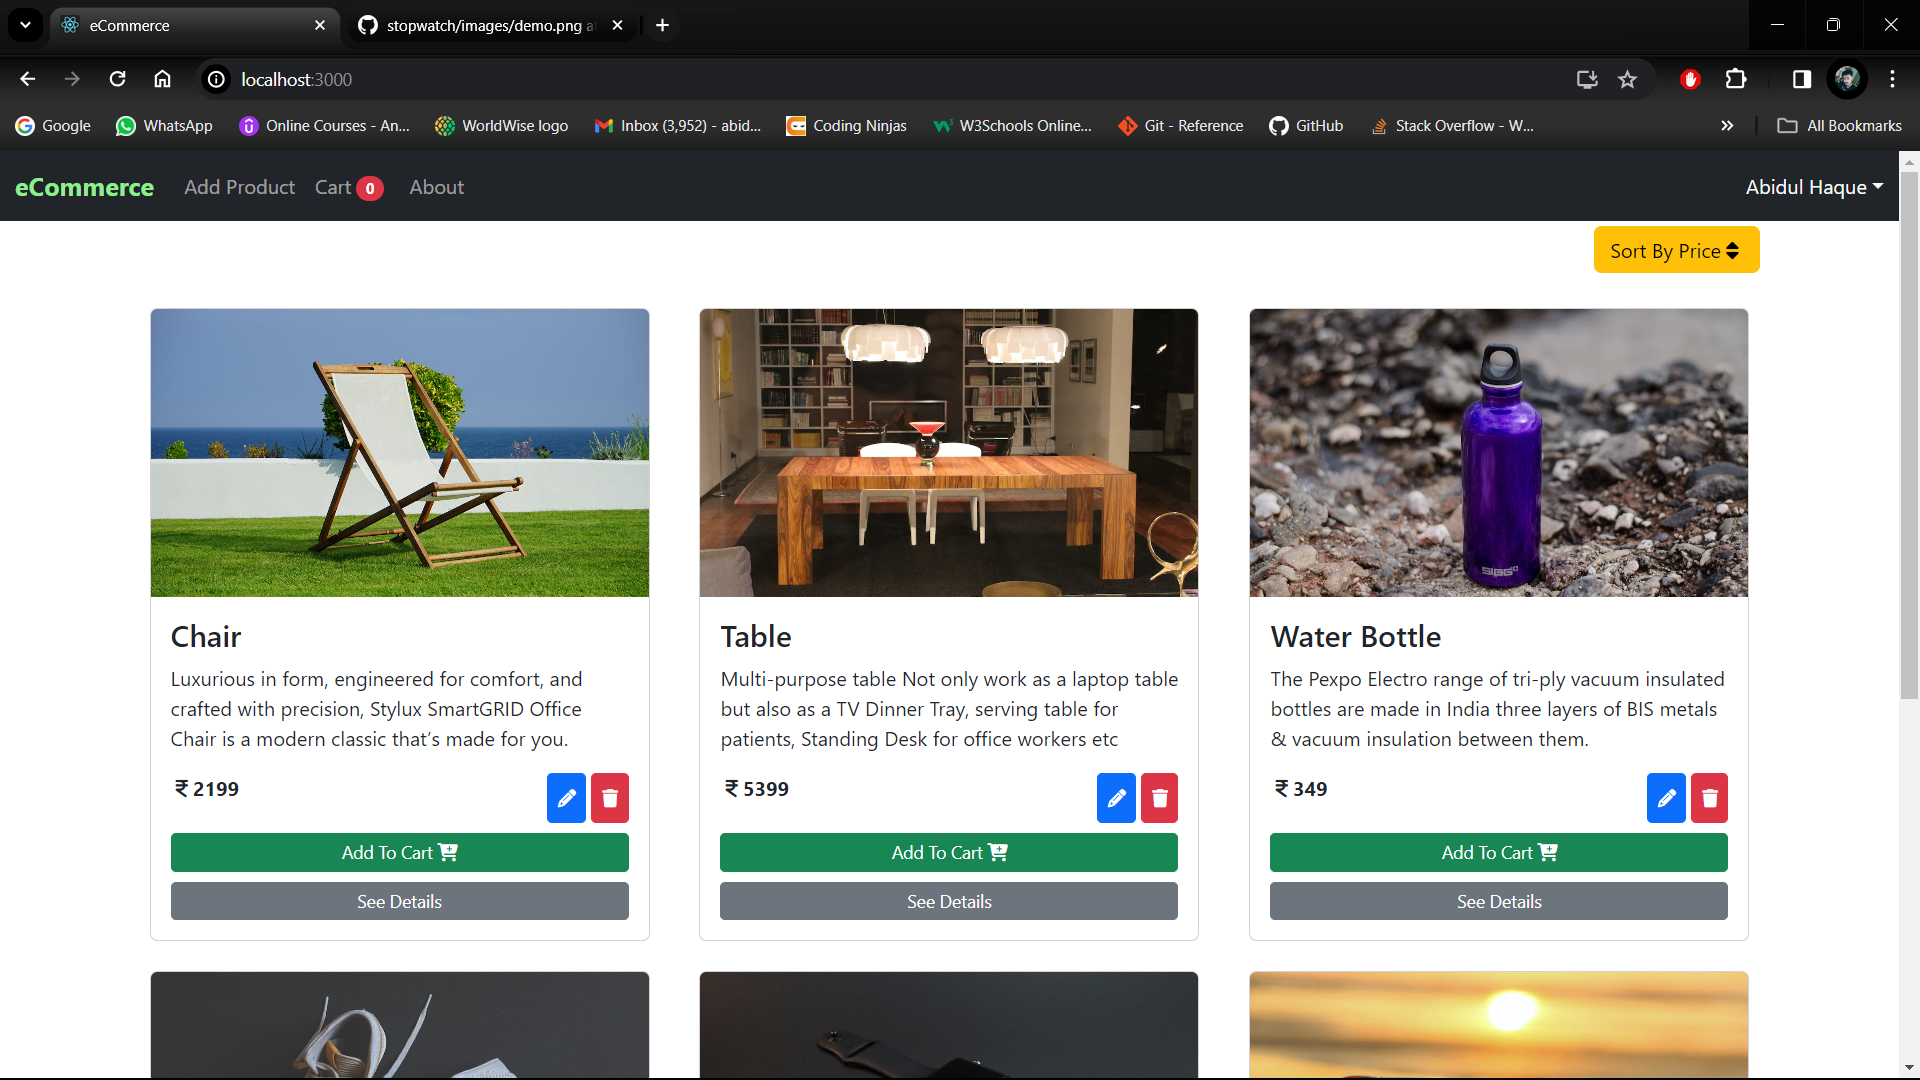 eCommerce
stopwatch/images/demo.png a
localhost:3000
Google
WhatsApp
Online Courses - An...
WorldWise logo
Inbox (3,952) - abid...
Coding Ninjas
W3Schools Online...
Git - Reference
GitHub
Stack Overflow - W...
All Bookmarks
eCommerce
Add Product
Cart 0
About
Abidul Haque
Sort By Price
SIGG
Chair
Luxurious in form, engineered for comfort, and
crafted with precision, Stylux SmartGRID Office
Chair is a modern classic that's made for you.
₹ 2199
Add To Cart
See Details
Table
Multi-purpose table Not only work as a laptop table
but also as a TV Dinner Tray, serving table for
patients, Standing Desk for office workers etc
₹ 5399
Add To Cart
See Details
Water Bottle
The Pexpo Electro range of tri-ply vacuum insulated
bottles are made in India three layers of BIS metals
& vacuum insulation between them.
₹ 349
Add To Cart
See Details